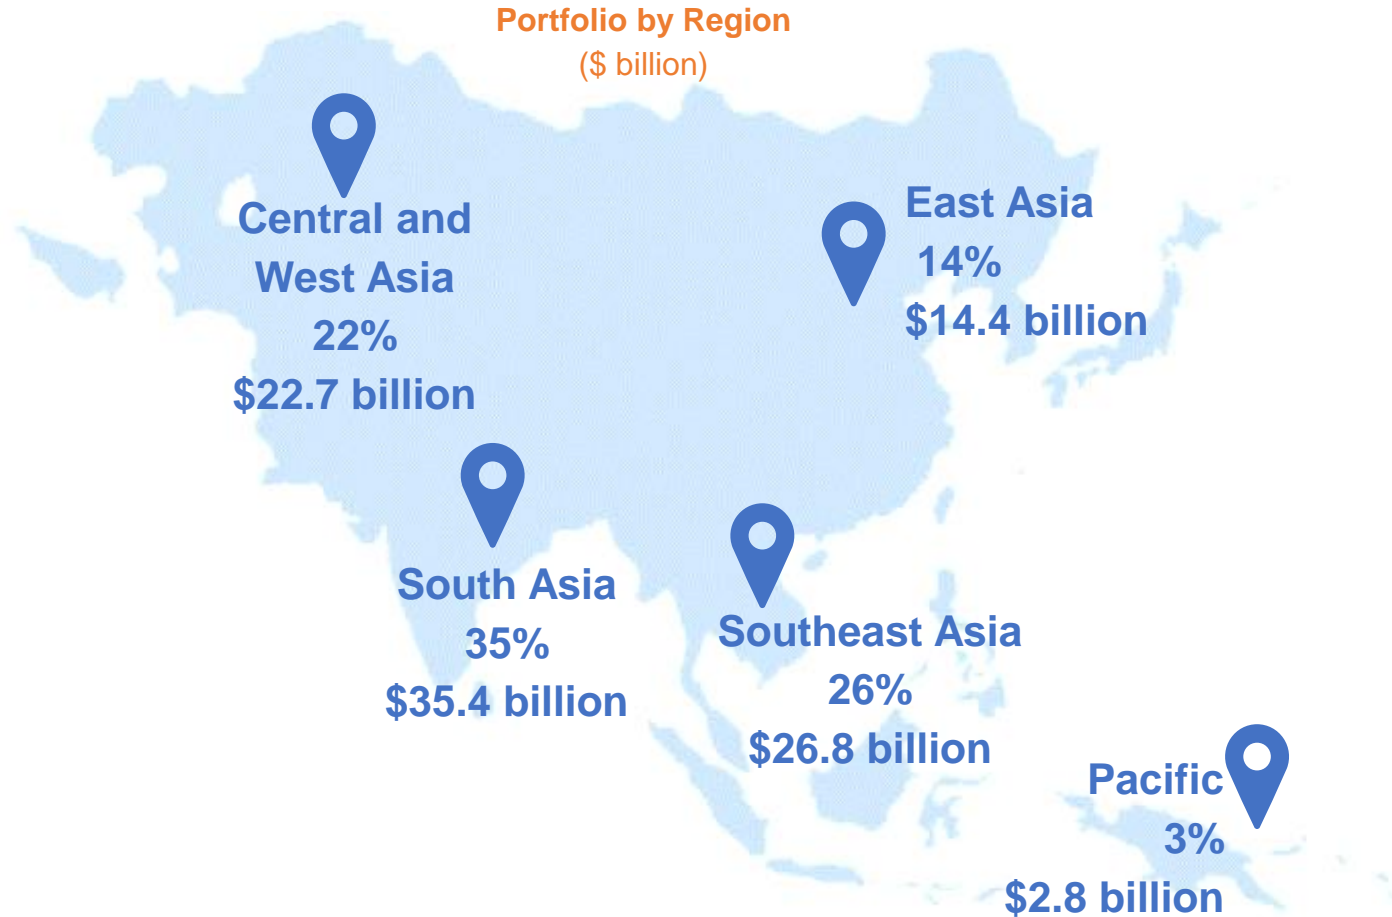 Portfolio by Region
($ billion)
Central and
West Asia
22%
$22.7 billion
East Asia
14%
$14.4 billion
South Asia
35%
$35.4 billion
Southeast Asia
26%
$26.8 billion
Pacific
3%
$2.8 billion